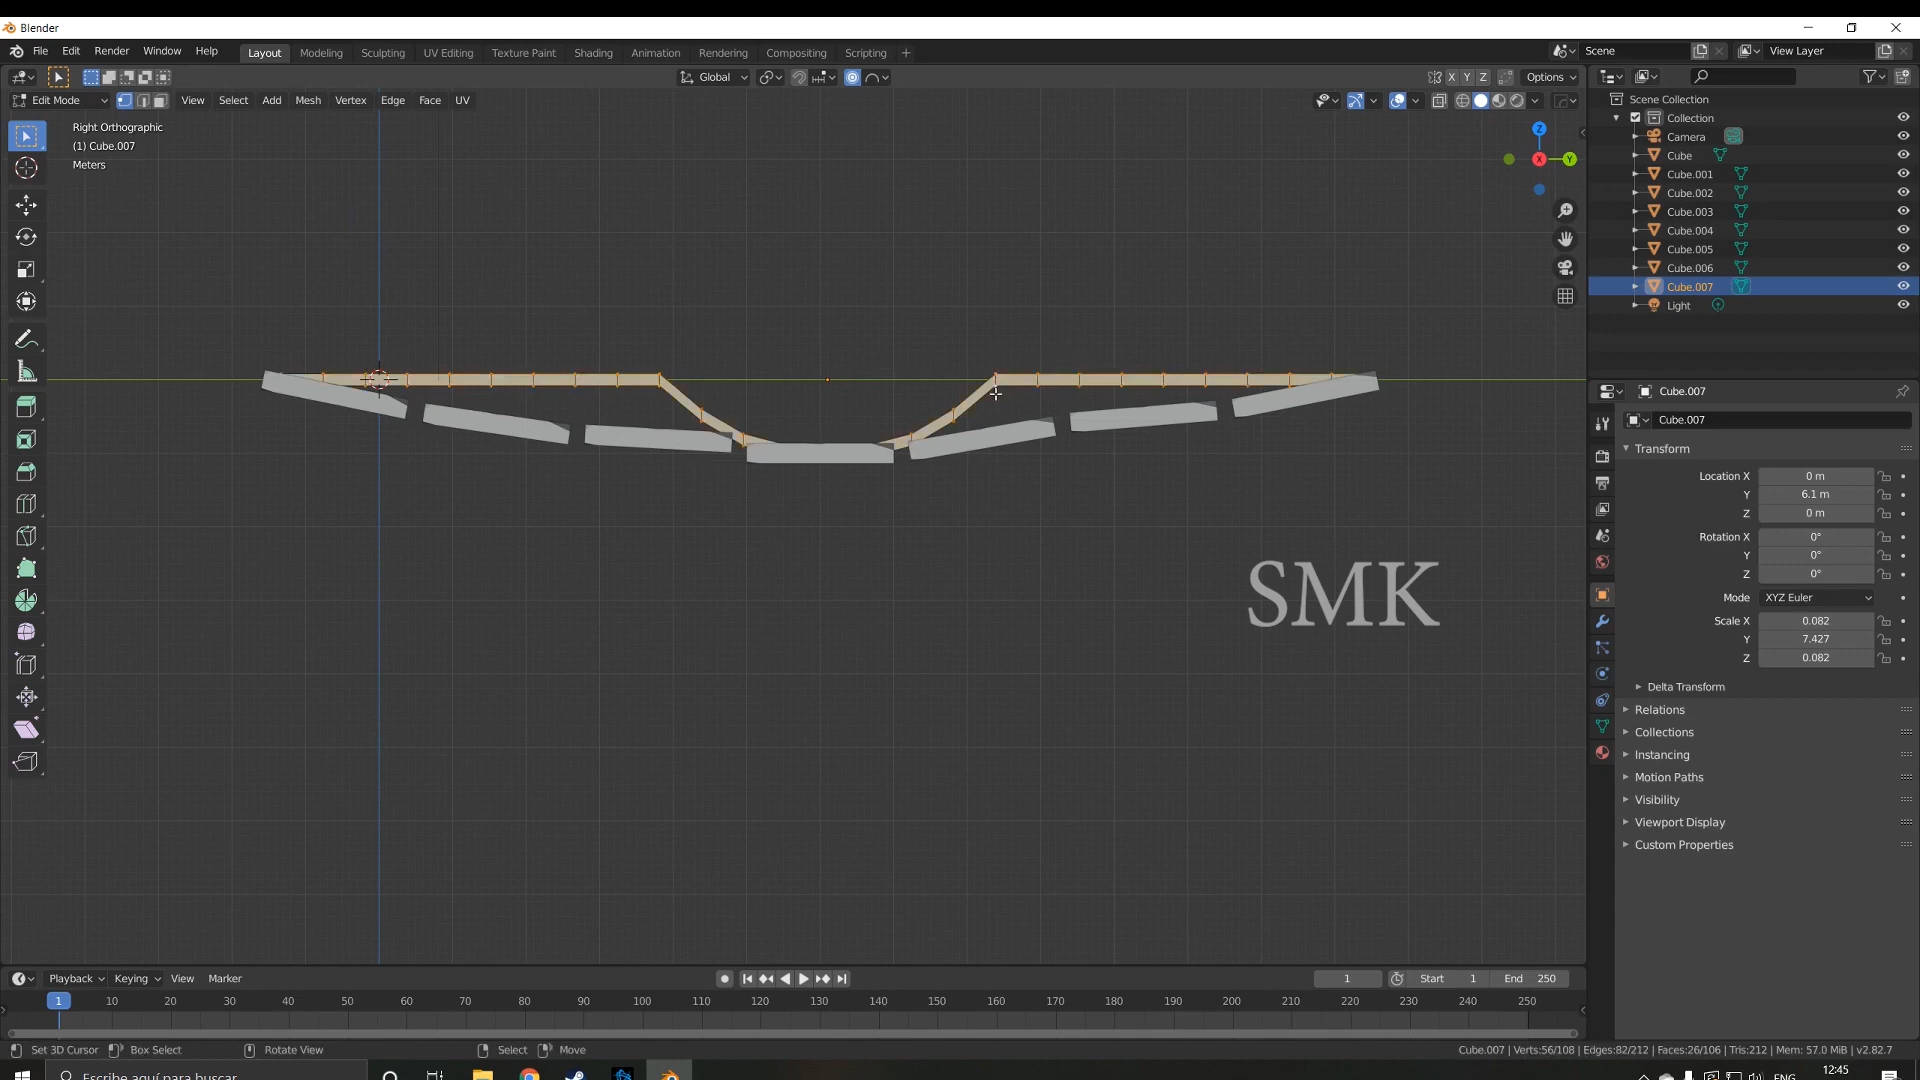 Blender
File Edit Render Window Help Layout Modeling Sculpting UV Editing Texture Paint Shading Animation Rendering Compositing Scripting + Scene View Layer
Global X Y Z Options
Edit Mode View Select Add Mesh Vertex Edge Face UV
Right Orthographic
(1) Cube.007
Meters
Z
X Y
Scene Collection
Collection
Camera
Cube
Cube.001
Cube.002
Cube.003
Cube.004
Cube.005
Cube.006
Cube.007
Light
Cube.007
Cube.007
Transform
Location X 0 m
Y 6.1 m
Z 0 m
Rotation X 0°
Y 0°
Z 0°
Mode XYZ Euler
Scale X 0.082
Y 7.427
Z 0.082
Delta Transform
Relations
Collections
Instancing
Motion Paths
Visibility
Viewport Display
Custom Properties
SMK
Playback Keying View Marker 1 Start 1 End 250
1 10 20 30 40 50 60 70 80 90 100 110 120 130 140 150 160 170 180 190 200 210 220 230 240 250
Set 3D Cursor Box Select Rotate View Select Move Cube.007 | Verts:56/108 | Edges:82/212 | Faces:26/106 | Tris:212 | Mem: 57.0 MiB | v2.82.7
Escribe aquí para buscar ENG 12:45